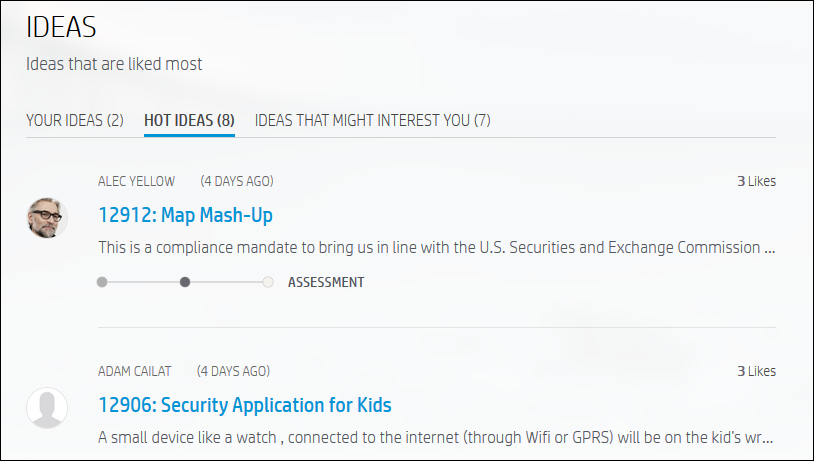 IDEAS
Ideas that are liked most
YOUR IDEAS (2) HOT IDEAS (8) IDEAS THAT MIGHT INTEREST YOU (7)
ALEC YELLOW (4 DAYS AGO) 3 Likes
12912: Map Mash-Up
This is a compliance mandate to bring us in line with the U.S. Securities and Exchange Commission ...
ASSESSMENT
ADAM CAILAT (4 DAYS AGO) 3 Likes
12906: Security Application for Kids
A small device like a watch , connected to the internet (through Wifi or GPRS) will be on the kid's wr...